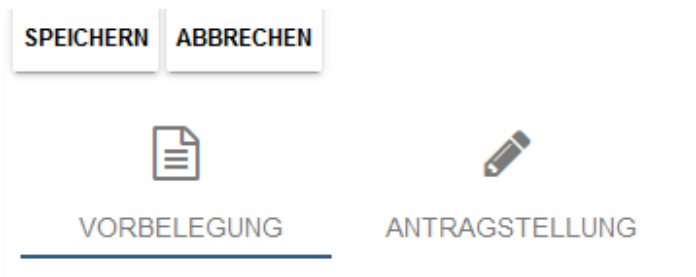 SPEICHERN ABBRECHEN
VORBELEGUNG ANTRAGSTELLUNG